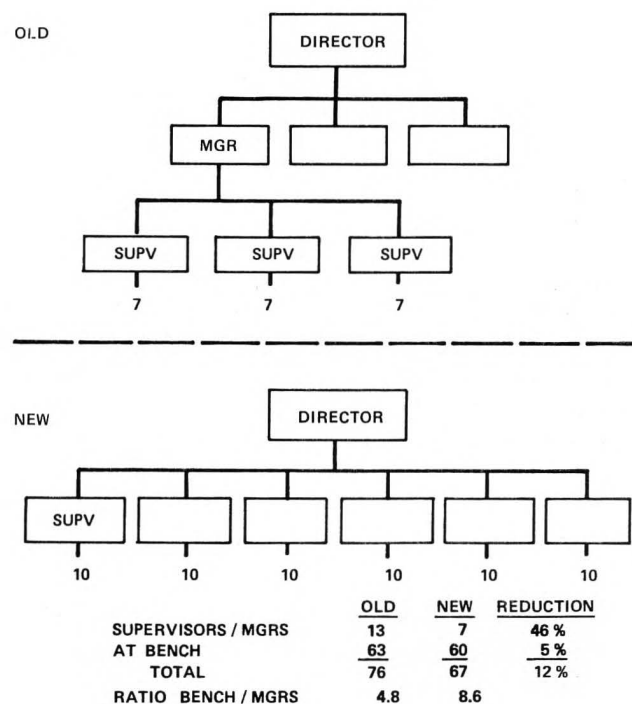 OLD
DIRECTOR
MGR
SUPV SUPV SUPV
7 7 7
NEW
DIRECTOR
SUPV
10 10 10 10 10 10
OLD NEW REDUCTION
SUPERVISORS / MGRS 13 7 46 %
AT BENCH 63 60 5 %
TOTAL 76 67 12 %
RATIO BENCH / MGRS 4.8 8.6